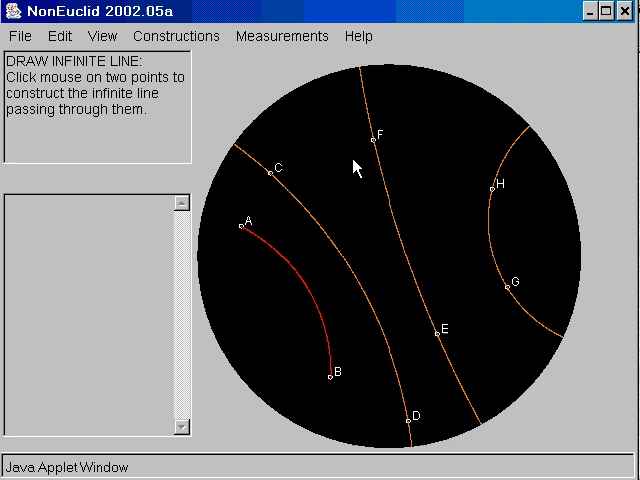 NonEuclid 2002.05a
File Edit View Constructions Measurements Help
DRAW INFINITE LINE:
Click mouse on two points to
construct the infinite line
passing through them.
F
C
H
A
G
E
B
D
Java Applet Window